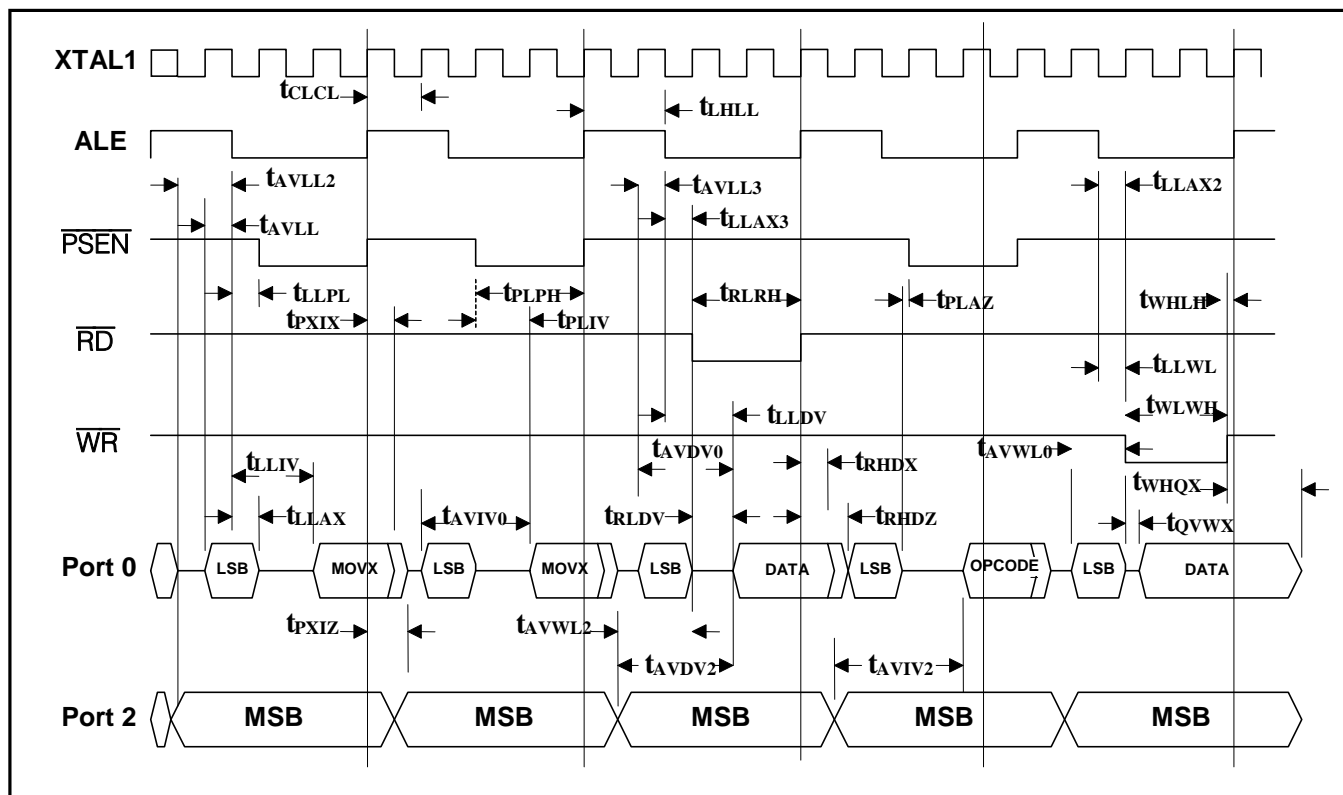 XTAL1
tCLCL
tLHLL
ALE
tAVLL2
tAVLL3
tLLAX2
tAVLL
tLLAX3
PSEN
tLLPL
tPLPH
tRLRH
tPLAZ
tWHLH
tPXIX
tPLIV
RD
tLLWL
tWLWH
tLLDV
WR
tAVDV0
tAVWL0
tLLIV
tRHDX
tWHQX
tLLAX
tAVIV0
tRLDV
tRHDZ
tQVWX
Port 0
LSB
MOVX
LSB
MOVX
LSB
DATA
LSB
OPCODE
LSB
DATA
tPXIZ
tAVWL2
tAVDV2
tAVIV2
Port 2
MSB
MSB
MSB
MSB
MSB